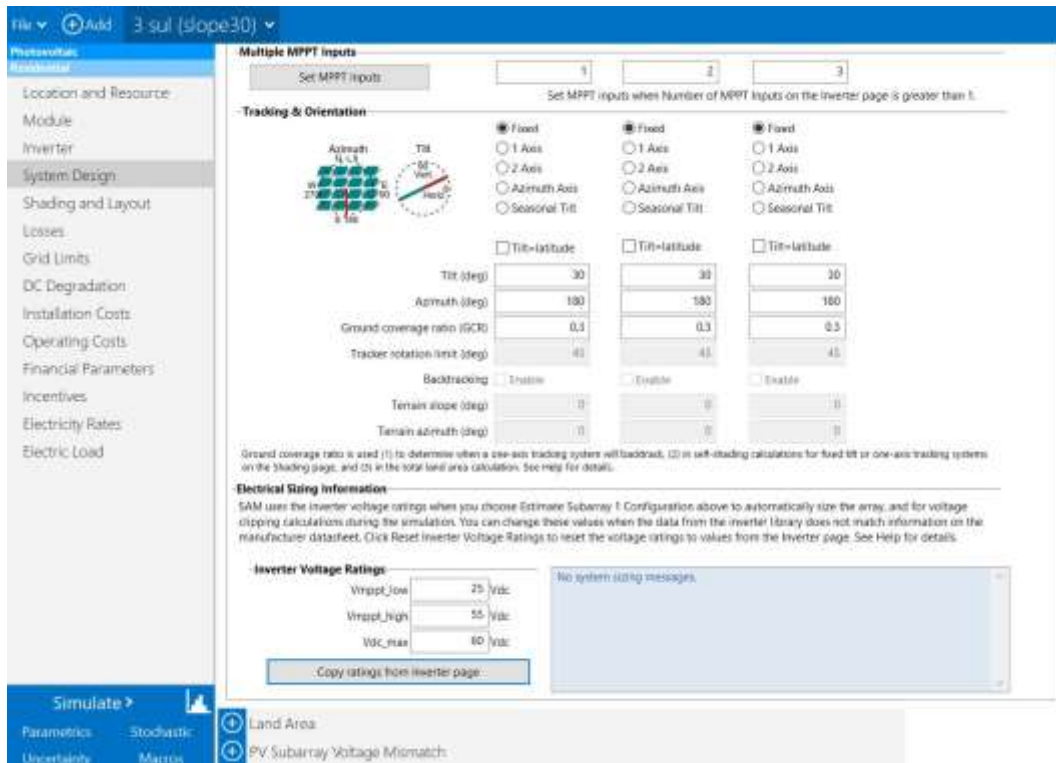 File Add 3 sul (slope30)
Photovoltaic
Residential
Location and Resource
Module
Inverter
System Design
Shading and Layout
Losses
Grid Limits
DC Degradation
Installation Costs
Operating Costs
Financial Parameters
Incentives
Electricity Rates
Electric Load
Simulate >
Parametrics Stochastic
Uncertainty Macros
Multiple MPPT Inputs
Set MPPT Inputs 1 2 3
Set MPPT inputs when Number of MPPT Inputs on the Inverter page is greater than 1.
Tracking & Orientation
Azimuth Tilt
Vert.
Horiz.
Fixed Fixed Fixed
1 Axis 1 Axis 1 Axis
2 Axis 2 Axis 2 Axis
Azimuth Axis Azimuth Axis Azimuth Axis
Seasonal Tilt Seasonal Tilt Seasonal Tilt
Tilt=latitude Tilt=latitude Tilt=latitude
Tilt (deg) 30 30 30
Azimuth (deg) 180 180 180
Ground coverage ratio (GCR) 0.3 0.3 0.3
Tracker rotation limit (deg) 45 45 45
Backtracking Enable Enable Enable
Terrain slope (deg) 0 0 0
Terrain azimuth (deg) 0 0 0
Ground coverage ratio is used (1) to determine when a one-axis tracking system will backtrack, (2) in self-shading calculations for fixed tilt or one-axis tracking systems
on the Shading page, and (3) in the total land area calculation. See Help for details.
Electrical Sizing Information
SAM uses the inverter voltage ratings when you choose Estimate Subarray 1 Configuration above to automatically size the array, and for voltage
clipping calculations during the simulation. You can change these values when the data from the inverter library does not match information on the
manufacturer datasheet. Click Reset Inverter Voltage Ratings to reset the voltage ratings to values from the Inverter page. See Help for details.
Inverter Voltage Ratings
Vmppt_low 25 Vdc
Vmppt_high 55 Vdc
Vdc_max 60 Vdc
Copy ratings from inverter page
No system sizing messages.
Land Area
PV Subarray Voltage Mismatch